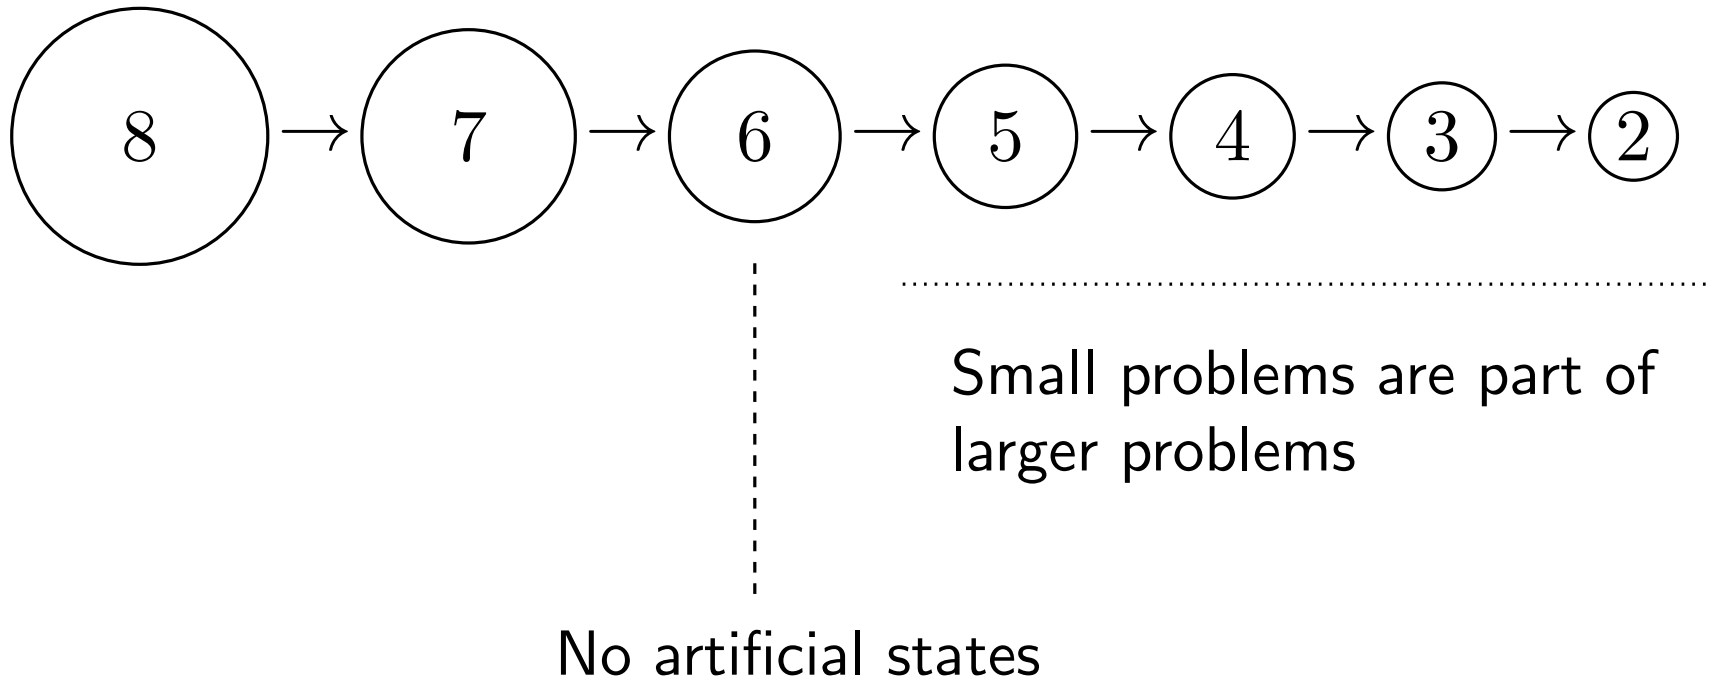 8 → 7 → 6 → 5 → 4 → 3 → 2
Small problems are part of
larger problems
No artificial states